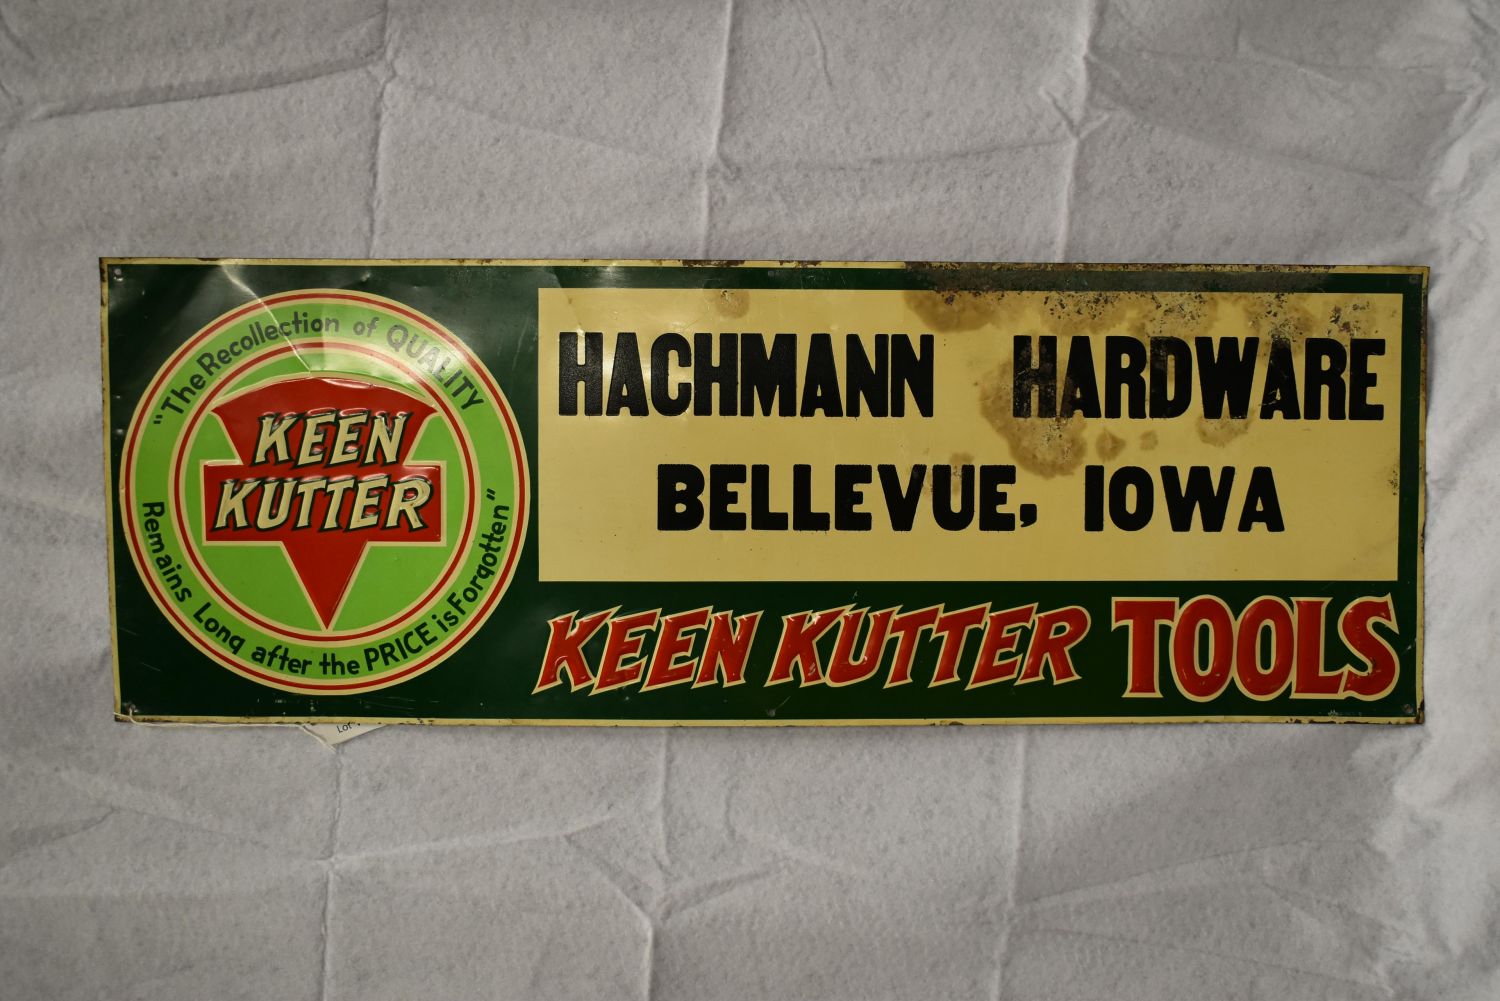 "The Recollection of QUALITY
Remains Long after the PRICE is Forgotten"
KEEN
KUTTER
HACHMANN HARDWARE
BELLEVUE, IOWA
KEEN KUTTER TOOLS
Lot